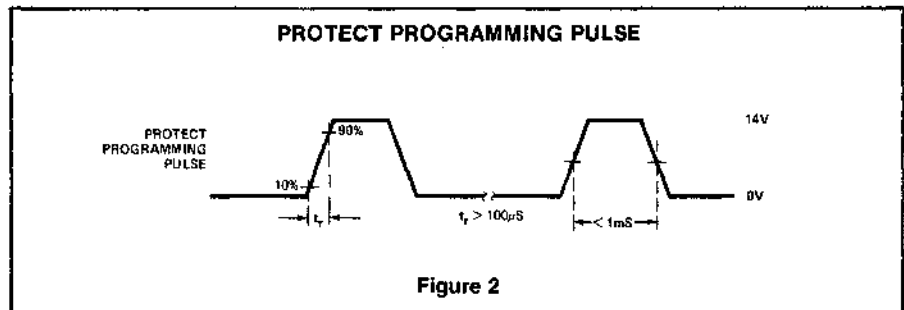 PROTECT PROGRAMMING PULSE
PROTECT
PROGRAMMING
PULSE
90%
10%
tr
tr > 100μS
< 1mS
14V
0V
Figure 2